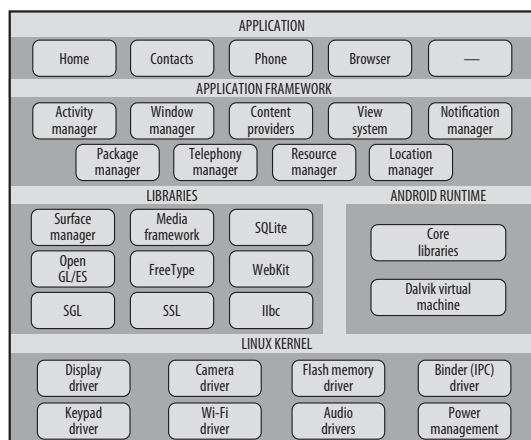 APPLICATION
Home
Contacts
Phone
Browser
—
APPLICATION FRAMEWORK
Activity
manager
Window
manager
Content
providers
View
system
Notification
manager
Package
manager
Telephony
manager
Resource
manager
Location
manager
LIBRARIES
Surface
manager
Media
framework
SQLite
Open
GL/ES
FreeType
WebKit
SGL
SSL
IIbc
ANDROID RUNTIME
Core
libraries
Dalvik virtual
machine
LINUX KERNEL
Display
driver
Camera
driver
Flash memory
driver
Binder (IPC)
driver
Keypad
driver
Wi-Fi
driver
Audio
drivers
Power
management